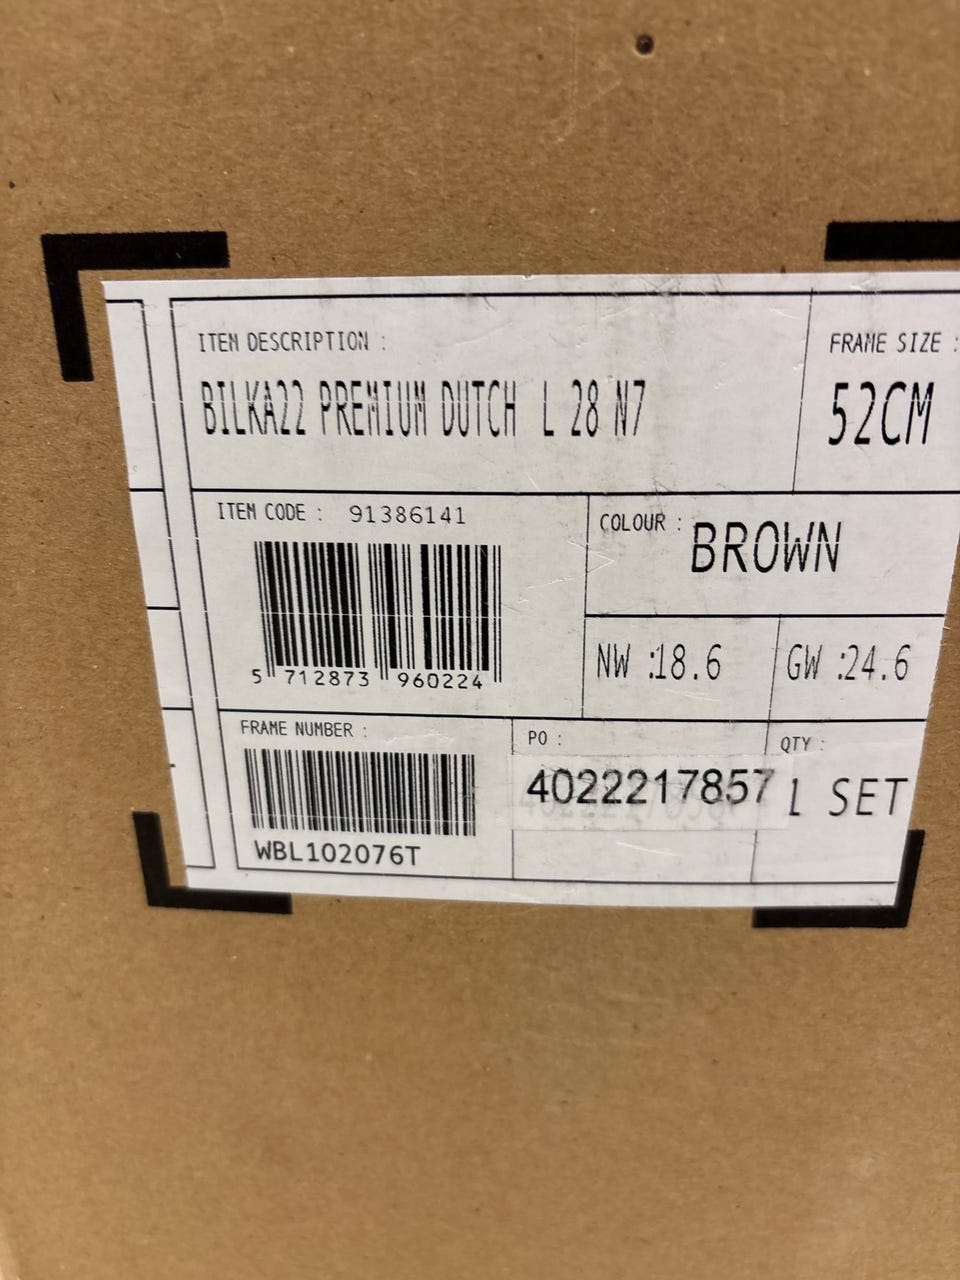 ITEM DESCRIPTION :
BILKA22 PREMIUM DUTCH L 28 N7
FRAME SIZE :
52CM
ITEM CODE : 91386141
5 712873 960224
COLOUR : BROWN
NW :18.6
GW :24.6
FRAME NUMBER :
WBL102076T
PO :
4022217857
QTY :
1 SET